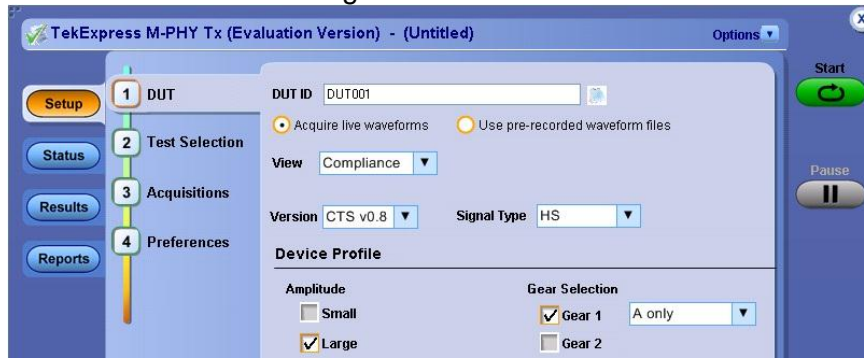 TekExpress M-PHY Tx (Evaluation Version) - (Untitled) Options
Start
Setup
1 DUT
DUT ID DUT001
Acquire live waveforms Use pre-recorded waveform files
2 Test Selection
Status
View Compliance
Pause
3 Acquisitions
Results
Version CTS v0.8 Signal Type HS
4 Preferences
Reports
Device Profile
Amplitude Gear Selection
Small Gear 1 A only
Large Gear 2